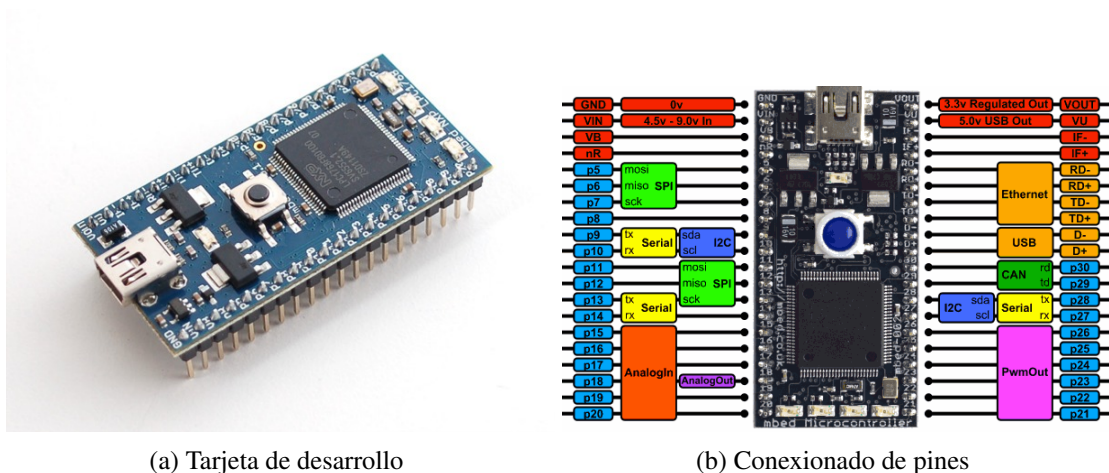 GND 0v
VIN 4.5v - 9.0v In
VB
nR
p5 mosi
p6 miso SPI
p7 sck
p8
p9 tx Serial sda I2C
p10 rx scl
p11 mosi
p12 miso SPI
p13 tx Serial sck
p14 rx
p15
p16
p17 AnalogIn
p18 AnalogOut
p19
p20
3.3v Regulated Out VOUT
5.0v USB Out VU
IF-
IF+
RD-
Ethernet RD+
TD-
TD+
USB D-
D+
CAN rd p30
td p29
I2C sda Serial tx p28
scl rx p27
p26
p25
PwmOut p24
p23
p22
p21
http://mbed.co.uk
mbed Microcontroller
(a) Tarjeta de desarrollo
(b) Conexionado de pines